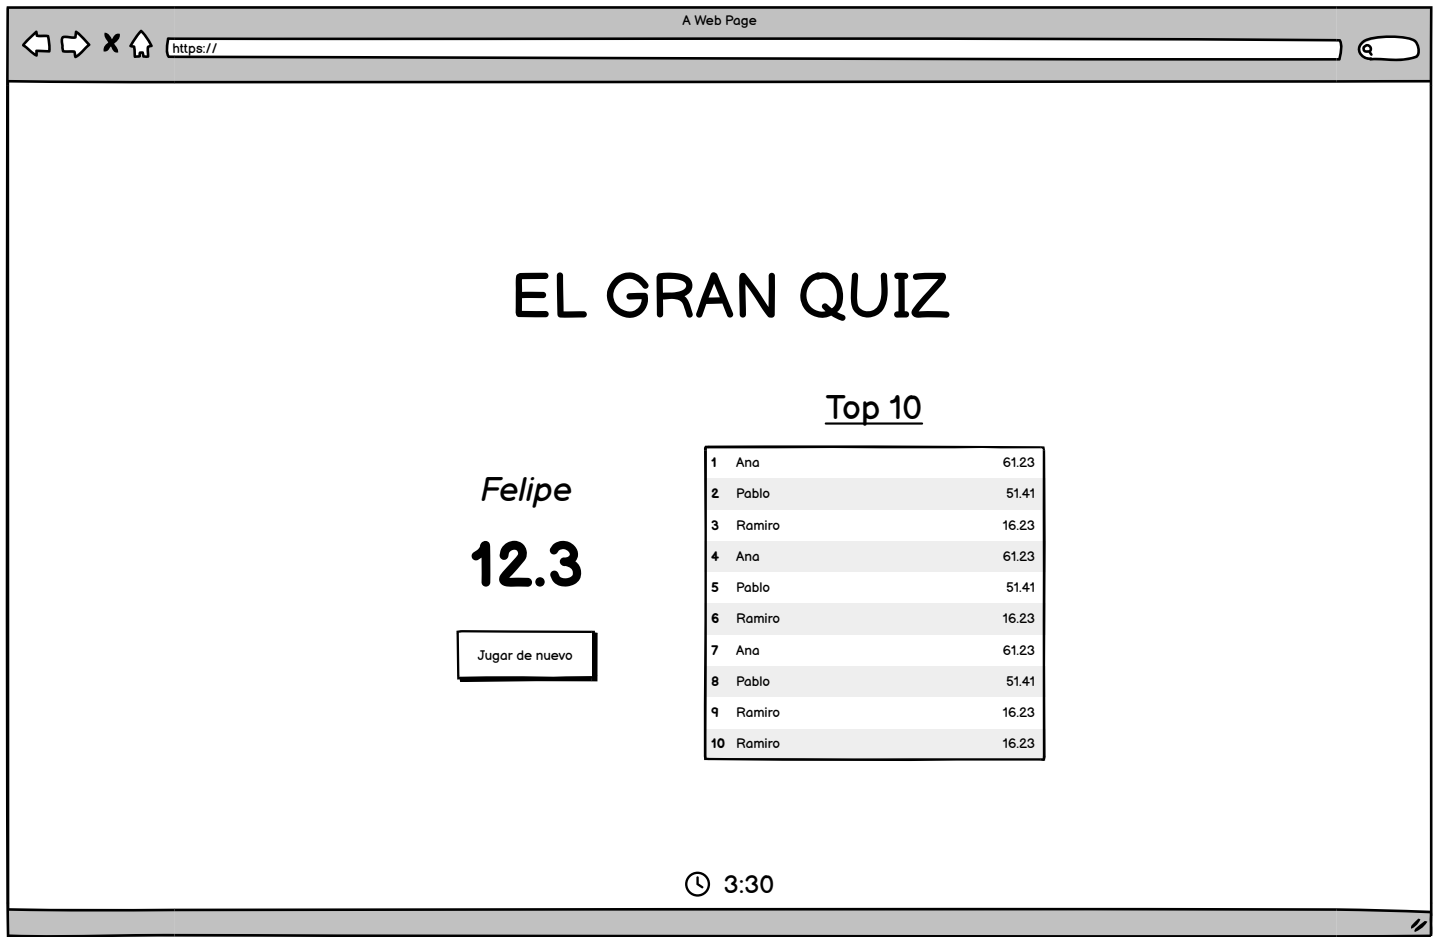 A Web Page
https://
EL GRAN QUIZ
Felipe
12.3
Jugar de nuevo
Top 10
1 Ana 61.23
2 Pablo 51.41
3 Ramiro 16.23
4 Ana 61.23
5 Pablo 51.41
6 Ramiro 16.23
7 Ana 61.23
8 Pablo 51.41
9 Ramiro 16.23
10 Ramiro 16.23
3:30